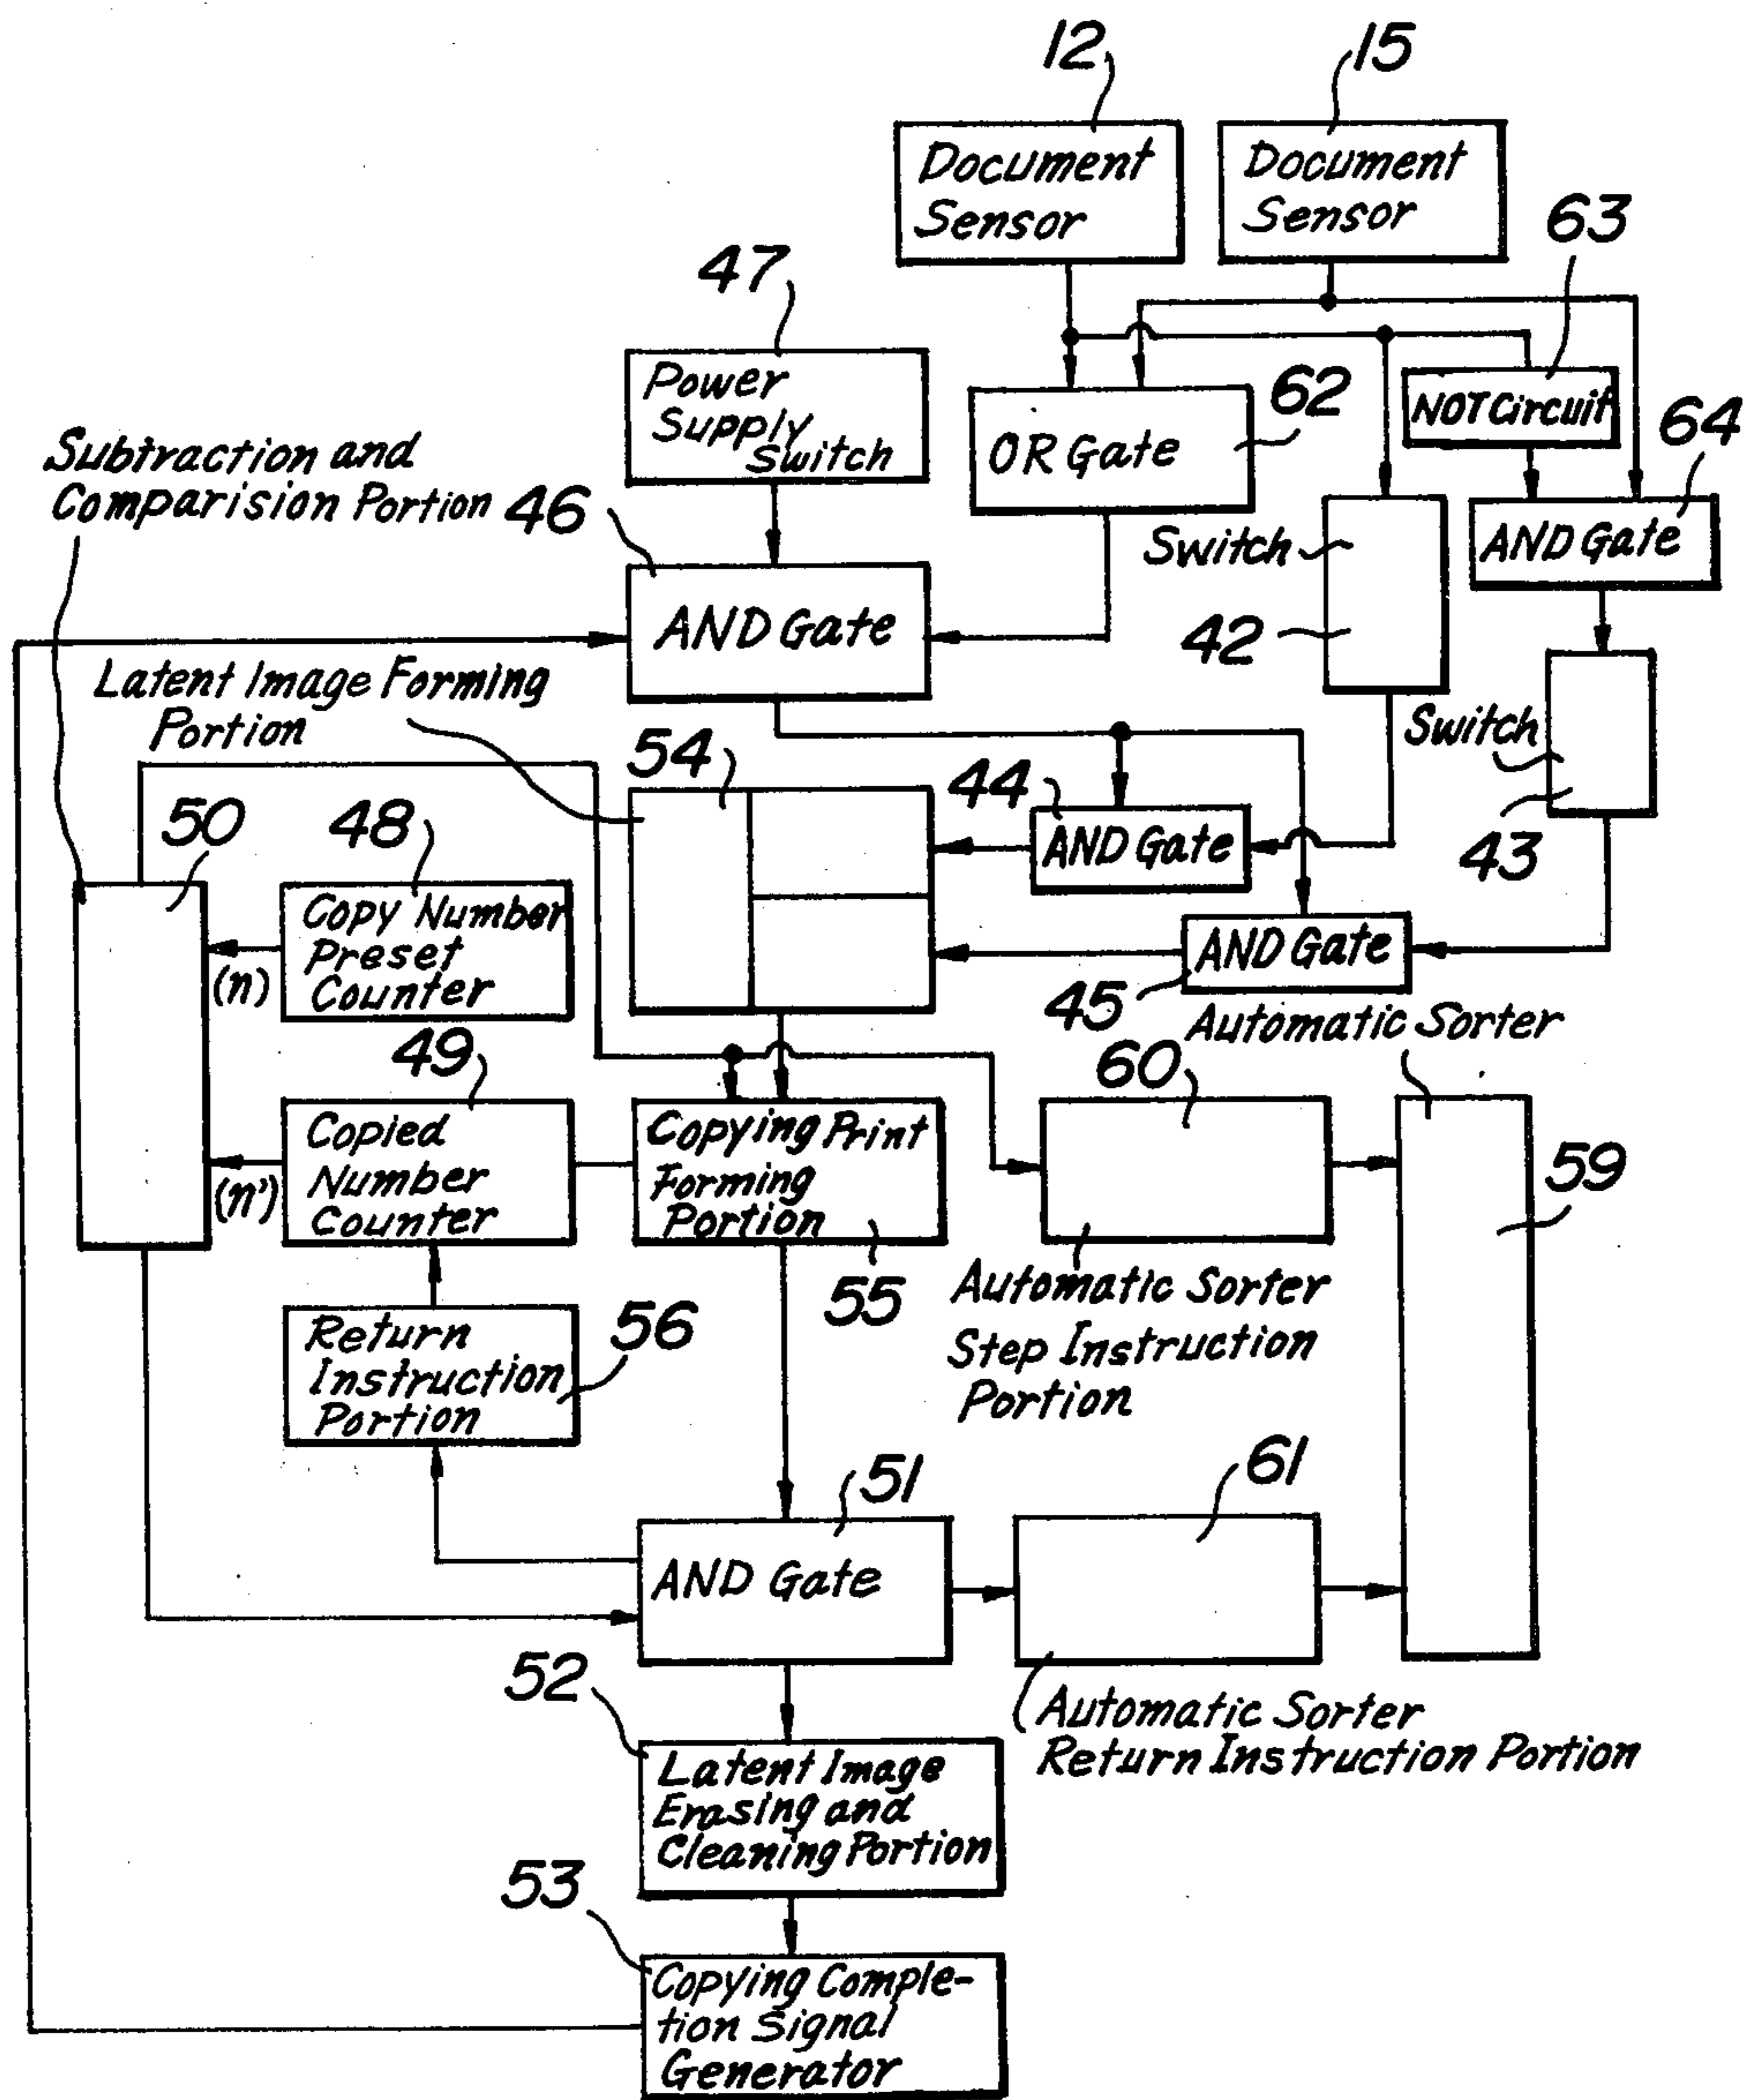 12
15
Document
Sensor
Document
Sensor
63
47
Power
Supply
Switch
OR Gate
62
NOT Circuit
64
Subtraction and
Comparision Portion
46
AND Gate
Switch
42
AND Gate
Latent Image Forming
Portion
54
44
AND Gate
Switch
43
50
48
Copy Number
Preset
Counter
(n)
AND Gate
45
Automatic Sorter
49
60
Copied
Number
Counter
(n')
Copying Print
Forming
Portion
55
59
Return
Instruction
Portion
56
Automatic Sorter
Step Instruction
Portion
51
61
AND Gate
52
Automatic Sorter
Return Instruction Portion
Latent Image
Erasing and
Cleaning Portion
53
Copying Comple-
tion Signal
Generator